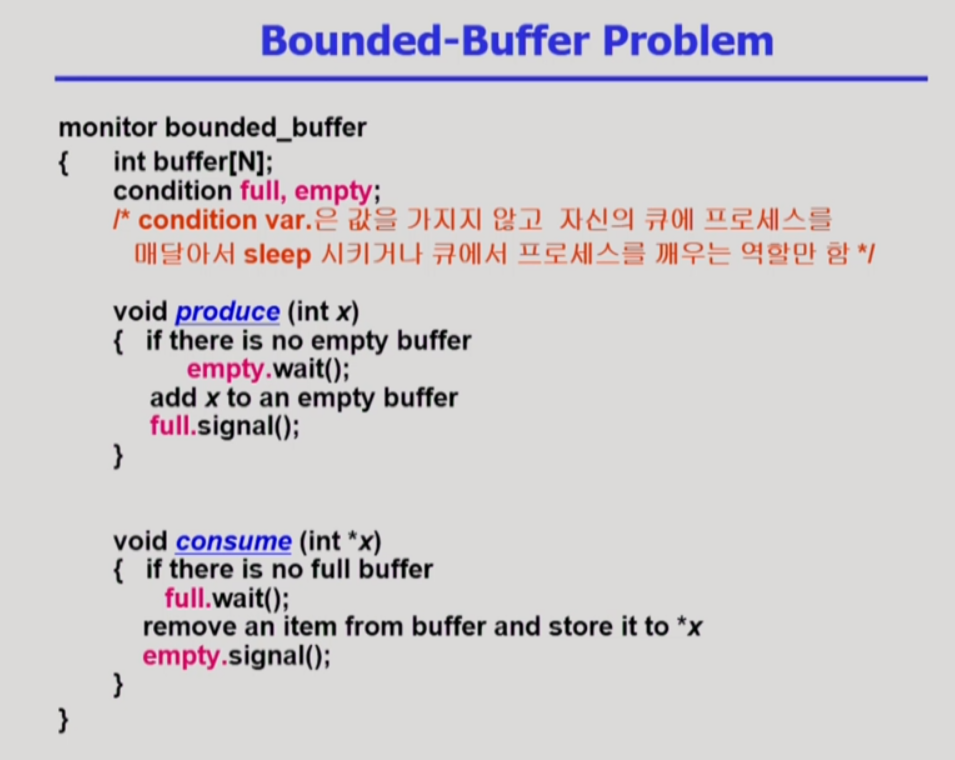 Bounded-Buffer Problem
monitor bounded_buffer
{ int buffer[N];
condition full, empty;
/* condition var.은 값을 가지지 않고 자신의 큐에 프로세스를
매달아서 sleep 시키거나 큐에서 프로세스를 깨우는 역할만 함 */
void produce (int x)
{ if there is no empty buffer
empty.wait();
add x to an empty buffer
full.signal();
}
void consume (int *x)
{ if there is no full buffer
full.wait();
remove an item from buffer and store it to *x
empty.signal();
}
}